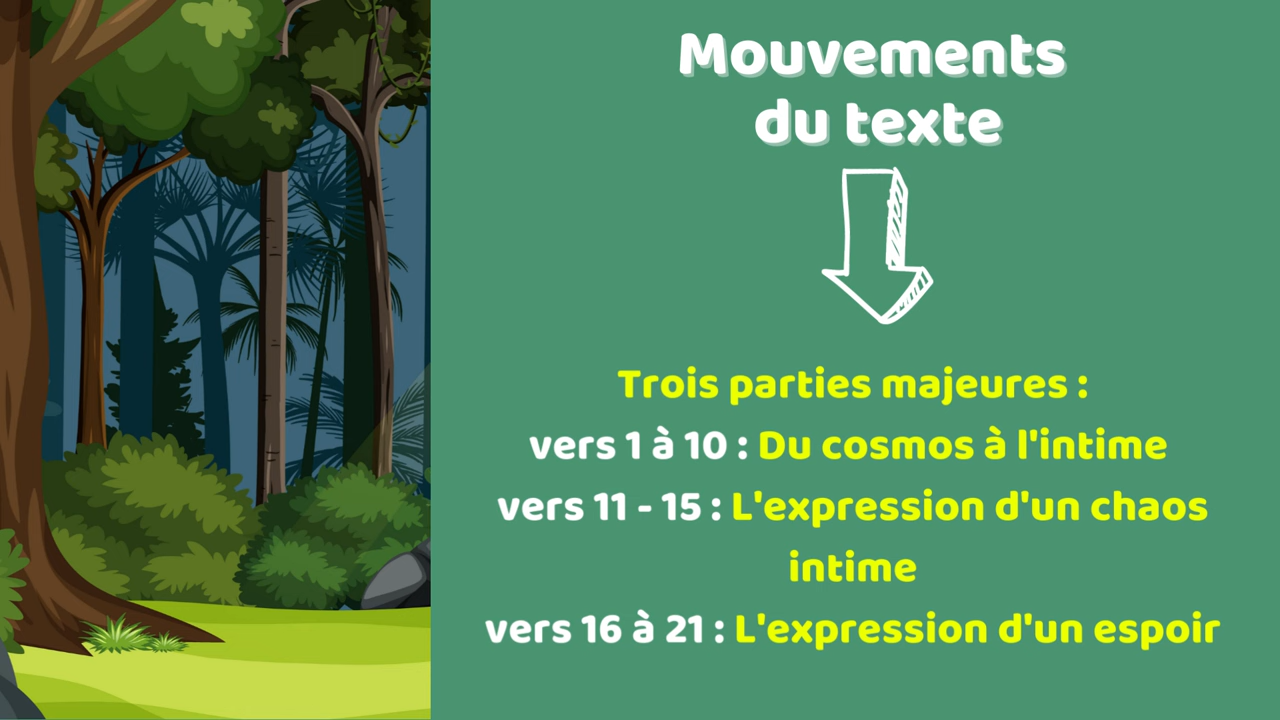 Mouvements
du texte
Trois parties majeures :
vers 1 à 10 : Du cosmos à l'intime
vers 11 - 15 : L'expression d'un chaos
intime
vers 16 à 21 : L'expression d'un espoir